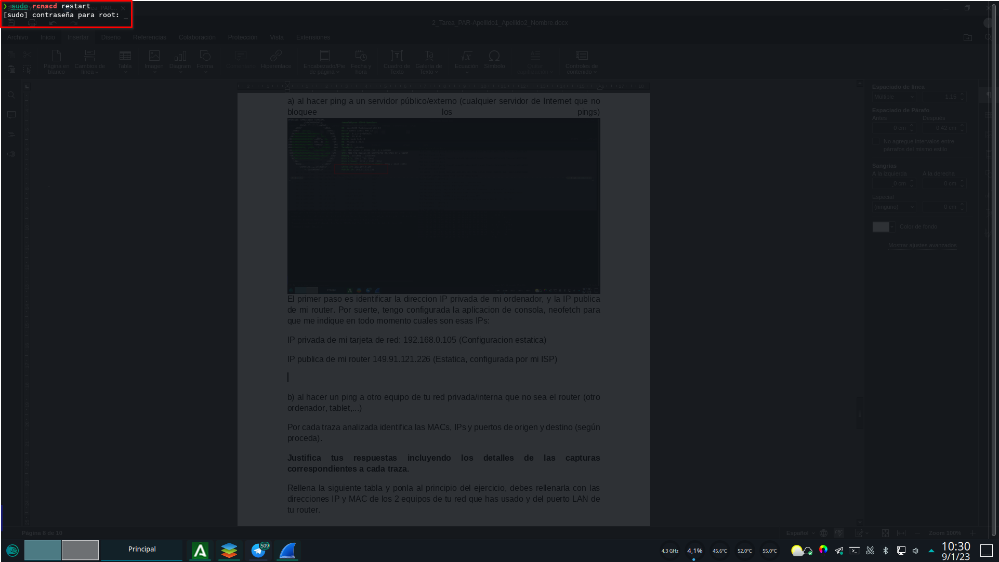 ❯ sudo rcnscd restart
[sudo] contraseña para root: _
2_Tarea_PAR-Apellido1_Apellido2_Nombre.docx
Archivo Inicio Insertar Diseño Referencias Colaboración Protección Vista Extensiones
Página en blanco
Cambios de línea
Tabla
Imagen
Diagram
Forma
Comentario
Hiperenlace
Encabezado/Pie de página
Fecha y hora
Cuadro de Texto
Galería de Texto
Ecuación
Símbolo
Quitar capitalización
Controles de contenido
a) al hacer ping a un servidor público/externo (cualquier servidor de Internet que no
bloquee los pings)
El primer paso es identificar la direccion IP privada de mi ordenador, y la IP publica
de mi router. Por suerte, tengo configurada la aplicacion de consola, neofetch para
que me indique en todo momento cuales son esas IPs:
IP privada de mi tarjeta de red: 192.168.0.105 (Configuracion estatica)
IP publica de mi router 149.91.121.226 (Estatica, configurada por mi ISP)
b) al hacer un ping a otro equipo de tu red privada/interna que no sea el router (otro
ordenador, tablet,...)
Por cada traza analizada identifica las MACs, IPs y puertos de origen y destino (según
proceda).
Justifica tus respuestas incluyendo los detalles de las capturas
correspondientes a cada traza.
Rellena la siguiente tabla y ponla al principio del ejercicio, debes rellenarla con las
direcciones IP y MAC de los 2 equipos de tu red que has usado y del puerto LAN de
tu router.
Espaciado de línea
Múltiple 1.15
Espaciado de Párafo
Antes Después
0 cm 0.42 cm
No agregue intervalos entre
párrafos del mismo estilo
Sangrías
A la izquierda A la derecha
0 cm 0 cm
Especial
(ninguno) 0 cm
Color de fondo
Mostrar ajustes avanzados
Página 8 de 10
Español
Zoom 100%
Principal
509
4,3 GHz 4,1% 45,6°C 52,0°C 55,0°C
10:30
9/1/23